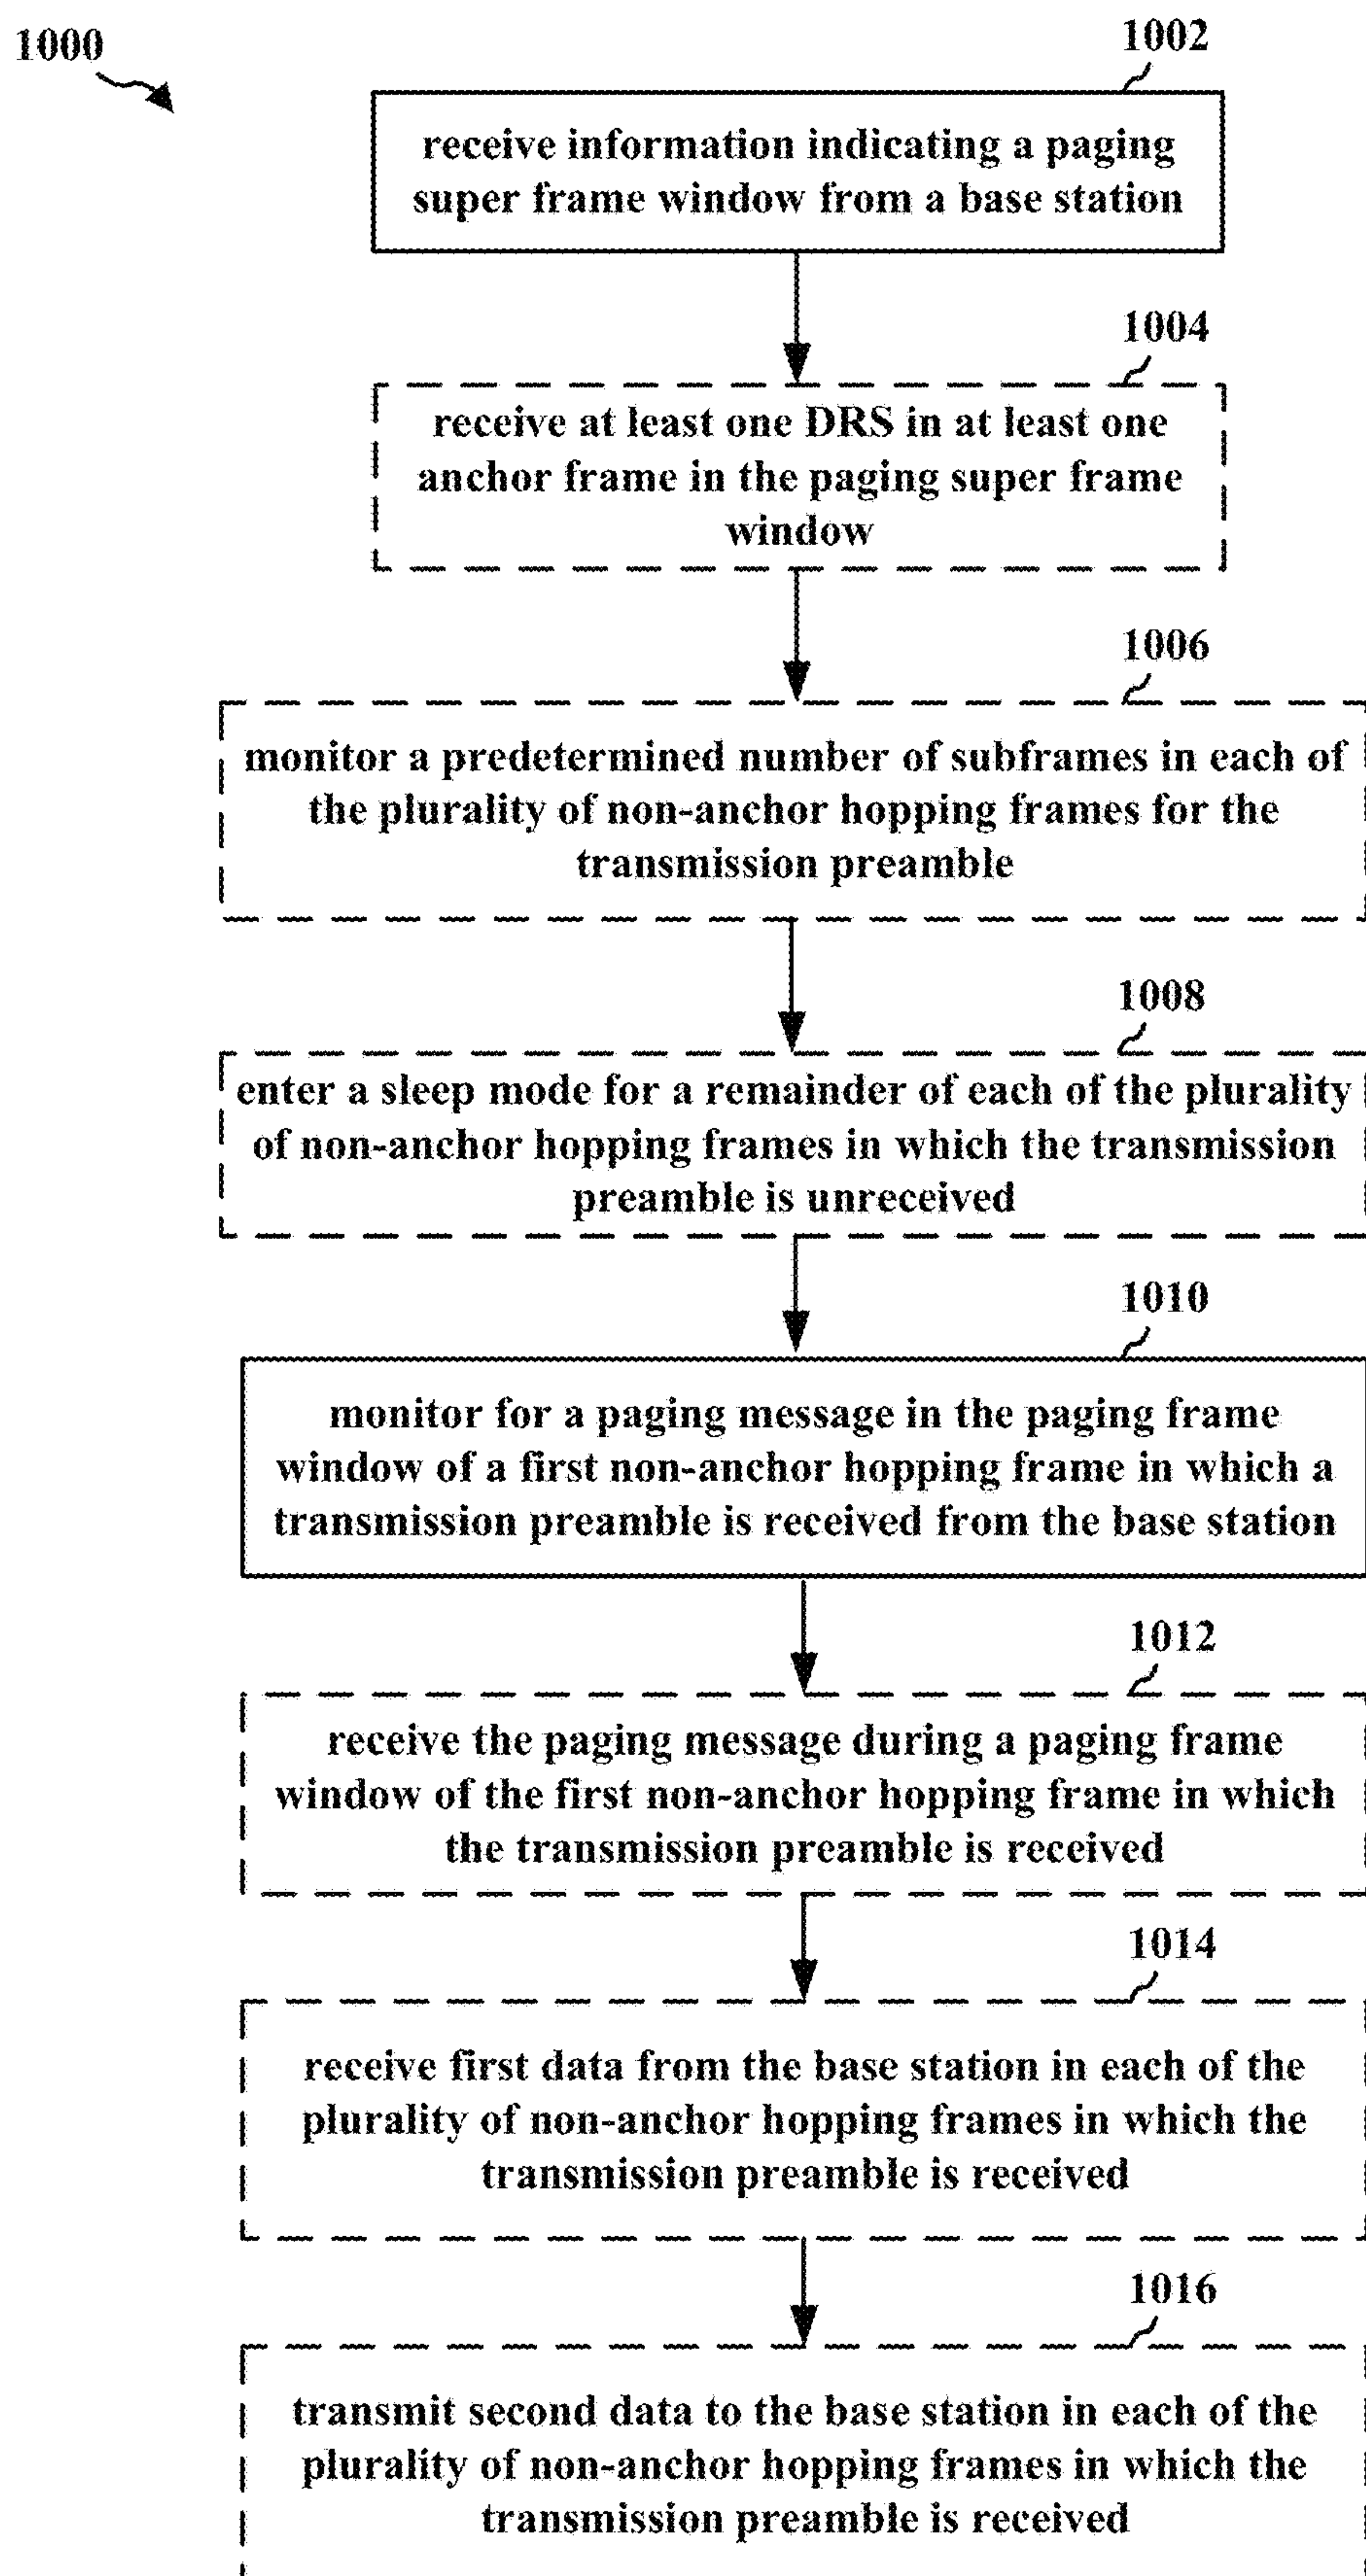 1000
1002
receive information indicating a paging
super frame window from a base station
1004
receive at least one DRS in at least one
anchor frame in the paging super frame
window
1006
monitor a predetermined number of subframes in each of
the plurality of non-anchor hopping frames for the
transmission preamble
1008
enter a sleep mode for a remainder of each of the plurality
of non-anchor hopping frames in which the transmission
preamble is unreceived
1010
monitor for a paging message in the paging frame
window of a first non-anchor hopping frame in which a
transmission preamble is received from the base station
1012
receive the paging message during a paging frame
window of the first non-anchor hopping frame in which
the transmission preamble is received
1014
receive first data from the base station in each of the
plurality of non-anchor hopping frames in which the
transmission preamble is received
1016
transmit second data to the base station in each of the
plurality of non-anchor hopping frames in which the
transmission preamble is received